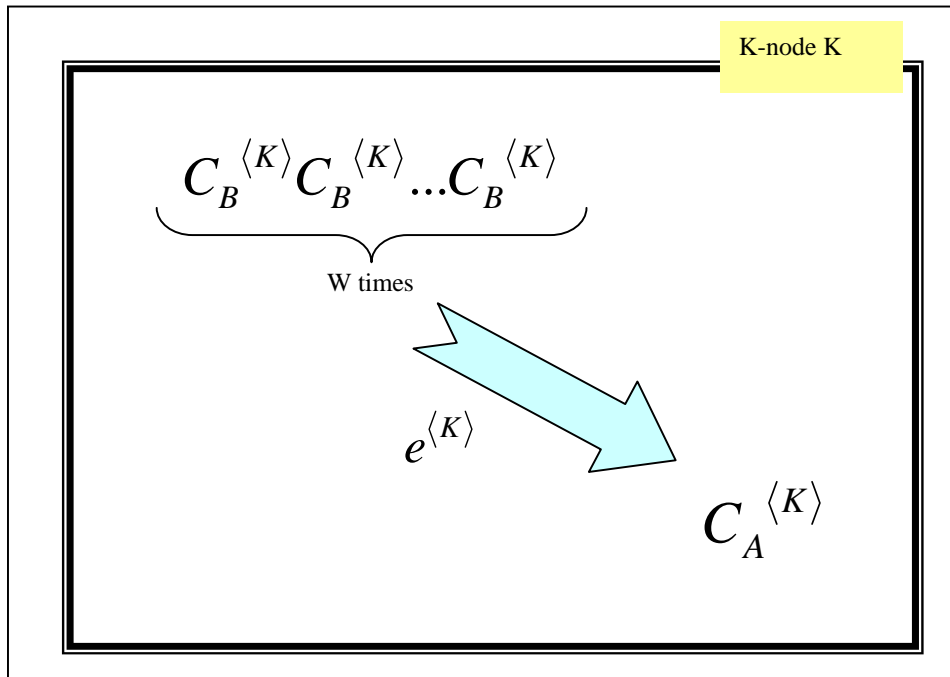 K-node K
C_B^⟨K⟩ C_B^⟨K⟩ ... C_B^⟨K⟩
W times
e^⟨K⟩
C_A^⟨K⟩